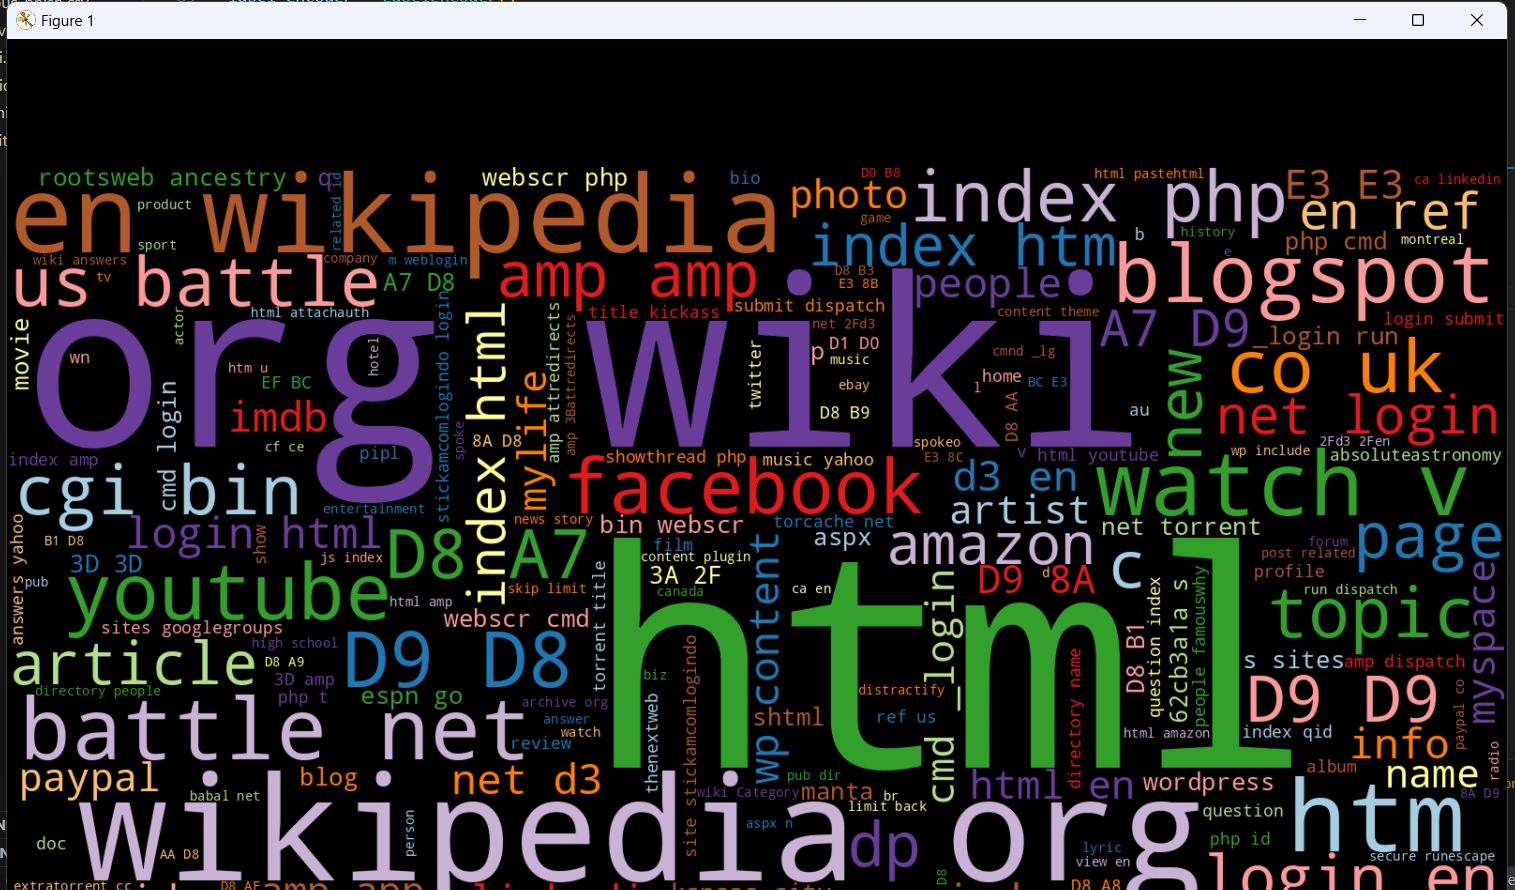 Figure 1
rootsweb ancestry
q
webscr php
bio
D0 B8
html pastehtml
ca linkedin
en wikipedia
product
related id
photo
index php
E3 E3
en ref
game
sport
index htm
b
history
php cmd
montreal
wiki answers
tv
company
m weblogin
us battle
A7 D8
amp amp
D8 B3
E3 8B
people
e
blogspot
org
wiki
movie
actor
html attachauth
title kickass
submit dispatch
content theme
A7 D9
login submit
net 2Fd3
_login run
wn
htm u
hotel
EF BC
stickamcomlogindo login
index html
amp attredirects
amp 3Battredirects
twitter
p
D1 D0
music
cmnd _lg
ebay
l
home
BC E3
co uk
new
cmd login
imdb
mylife
D8 B9
D8 AA
au
net login
cf ce
pipl
spoke
8A D8
spokeo
E3 8C
v
html youtube
2Fd3 2Fen
wp include
absoluteastronomy
index amp
showthread php
music yahoo
cgi bin
facebook
d3 en
watch v
entertainment
artist
news story
bin webscr
torcache net
aspx
net torrent
page
answers yahoo
B1 D8
login html
show
js index
D8 A7
film
content plugin
amazon
forum
post related
3D 3D
pub
youtube
html amp
skip limit
3A 2F
canada
ca en
D9 8A
d
c
profile
run dispatch
html
topic
myspace
sites googlegroups
webscr cmd
torrent title
wp content
cmd _login
question index
62cb3a1a s
people famouswhy
article
high school
D8 A9
D9 D8
D8 B1
s sites
amp dispatch
3D amp
php t
espn go
directory people
biz
site stickamcomlogindo
distractify
directory name
D9 D9
paypal co
battle net
archive org
answer
watch
review
thenextweb
shtml
ref us
html amazon
index qid
info
radio
paypal
blog
net d3
pub dir
wiki Category
manta
br
limit back
html en
wordpress
album
name
8A D9
babal net
wikipedia org
person
aspx n
dp
question
htm
doc
AA D8
php id
lyric
view en
secure runescape
extratorrent cc
D8 AF
D8
D8 A8
login en